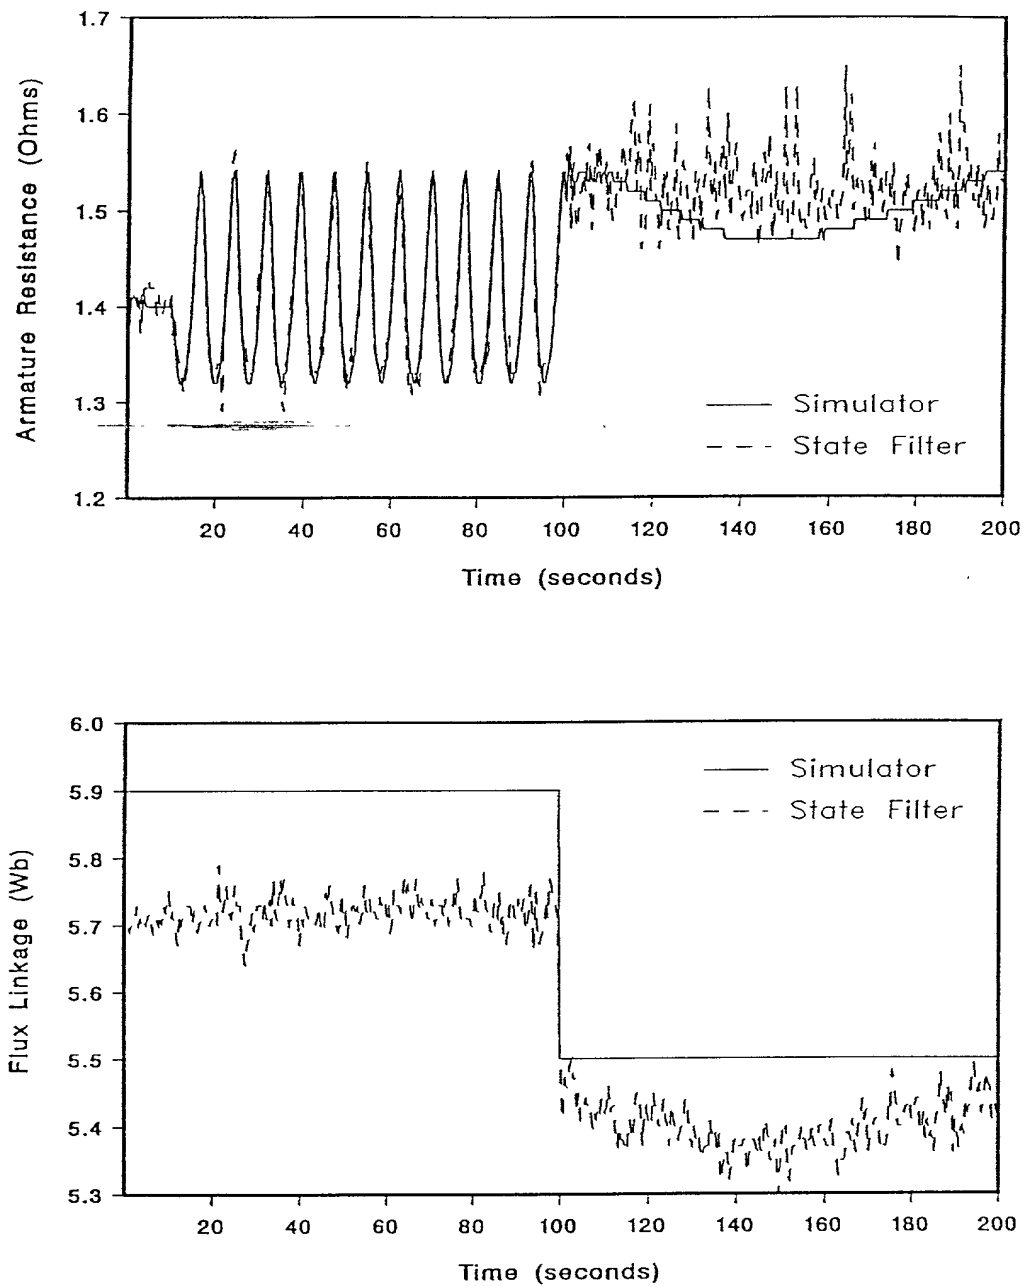 1.7
1.6
1.5
1.4
1.3
1.2
Armature Resistance (Ohms)
Simulator
State Filter
20 40 60 80 100 120 140 160 180 200
Time (seconds)
6.0
5.9
5.8
5.7
5.6
5.5
5.4
5.3
Flux Linkage (Wb)
Simulator
State Filter
20 40 60 80 100 120 140 160 180 200
Time (seconds)